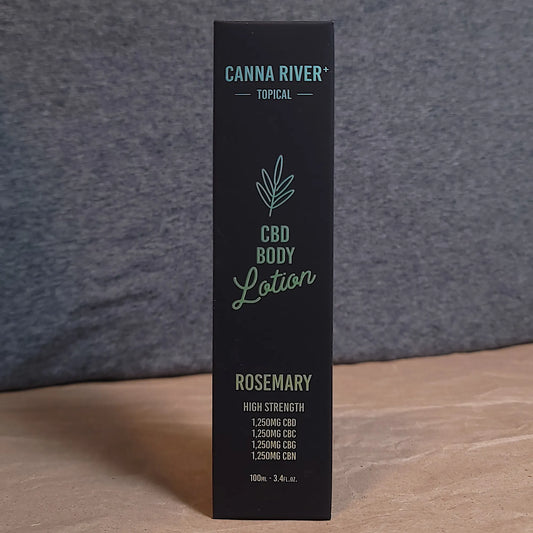 CANNA RIVER+
TOPICAL
CBD
BODY
Lotion
ROSEMARY
HIGH STRENGTH
1,250MG CBD
1,250MG CBC
1,250MG CBG
1,250MG CBN
100ML · 3.4FL.OZ.